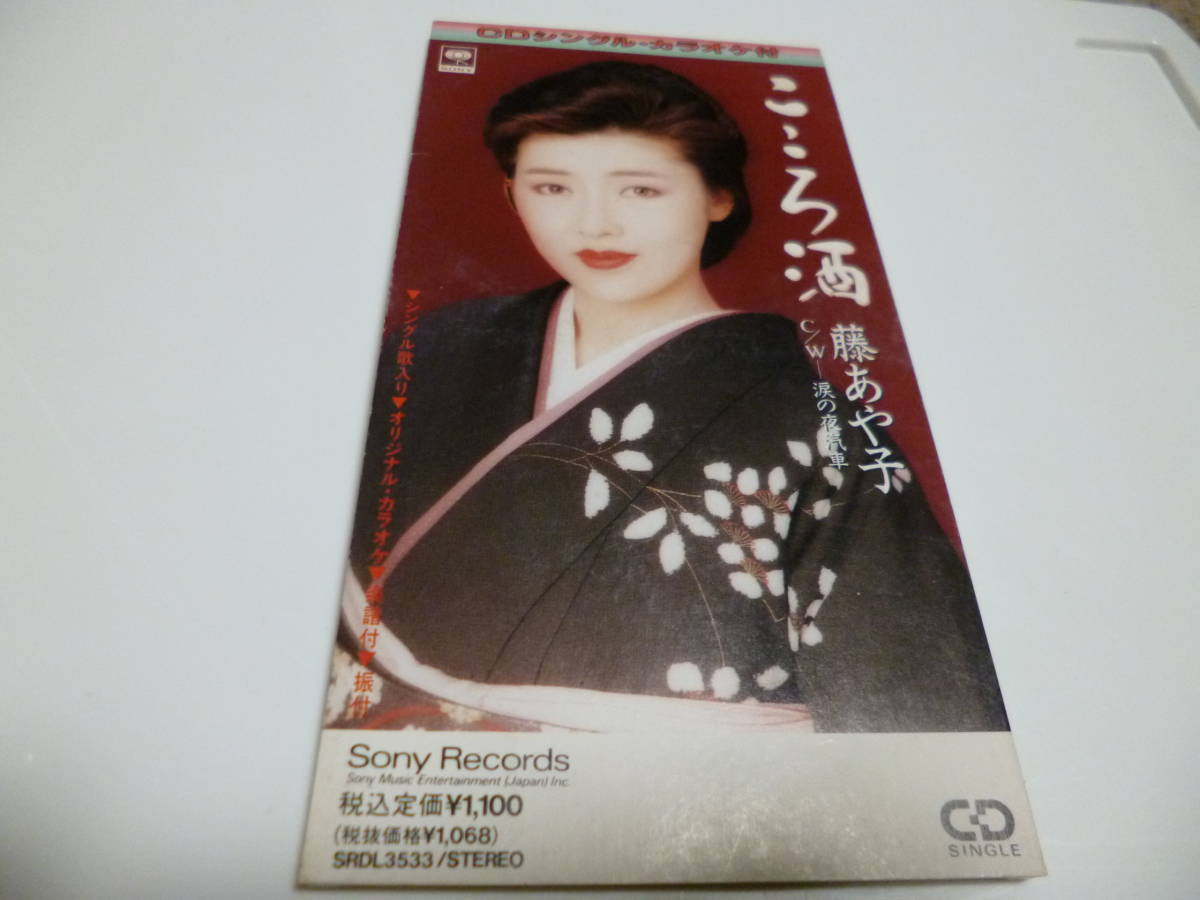 CDシングル・カラオケ付
SONY
こころ酒
藤あや子
C/W—涙の夜汽車
▼シングル歌入り▼オリジナル・カラオケ▼楽譜付▼振付
Sony Records
Sony Music Entertainment (Japan) Inc.
税込定価¥1,100
(税抜価格¥1,068)
SRDL3533/STEREO
CD
SINGLE